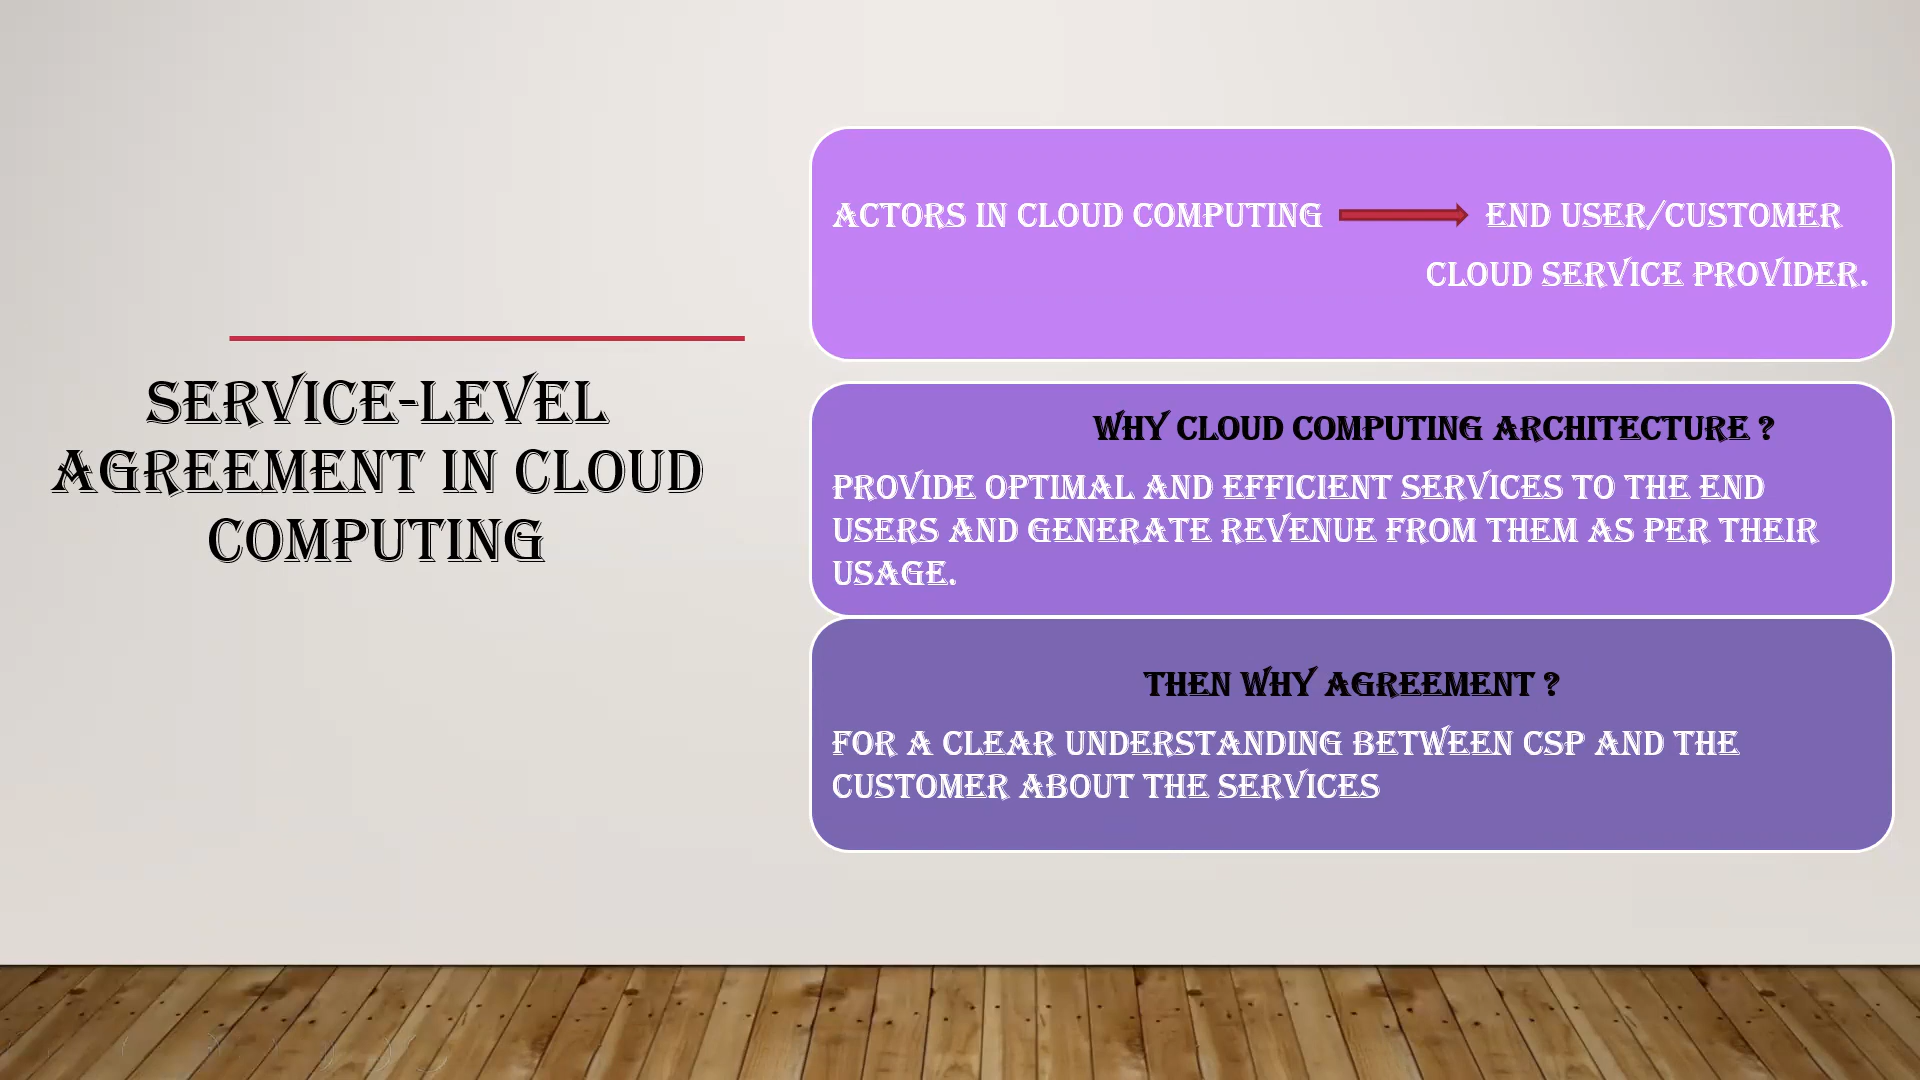 SERVICE-LEVEL
AGREEMENT IN CLOUD
COMPUTING
ACTORS IN CLOUD COMPUTING END USER/CUSTOMER
CLOUD SERVICE PROVIDER.
WHY CLOUD COMPUTING ARCHITECTURE ?
PROVIDE OPTIMAL AND EFFICIENT SERVICES TO THE END
USERS AND GENERATE REVENUE FROM THEM AS PER THEIR
USAGE.
THEN WHY AGREEMENT ?
FOR A CLEAR UNDERSTANDING BETWEEN CSP AND THE
CUSTOMER ABOUT THE SERVICES